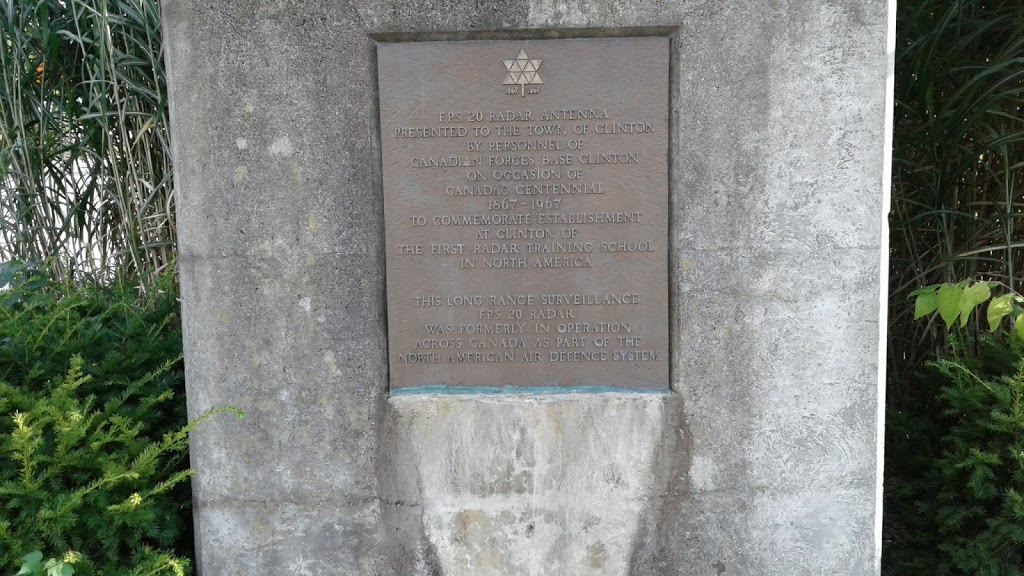 1867 1967
FPS 20 RADAR ANTENNA
PRESENTED TO THE TOWN OF CLINTON
BY PERSONNEL OF
CANADIAN FORCES BASE CLINTON
ON OCCASION OF
CANADAS CENTENNIAL
1867-1967
TO COMMEMORATE ESTABLISHMENT
AT CLINTON OF
THE FIRST RADAR TRAINING SCHOOL
IN NORTH AMERICA
THIS LONG RANGE SURVEILLANCE
FPS 20 RADAR
WAS FORMERLY IN OPERATION
ACROSS CANADA AS PART OF THE
NORTH AMERICAN AIR DEFENCE SYSTEM